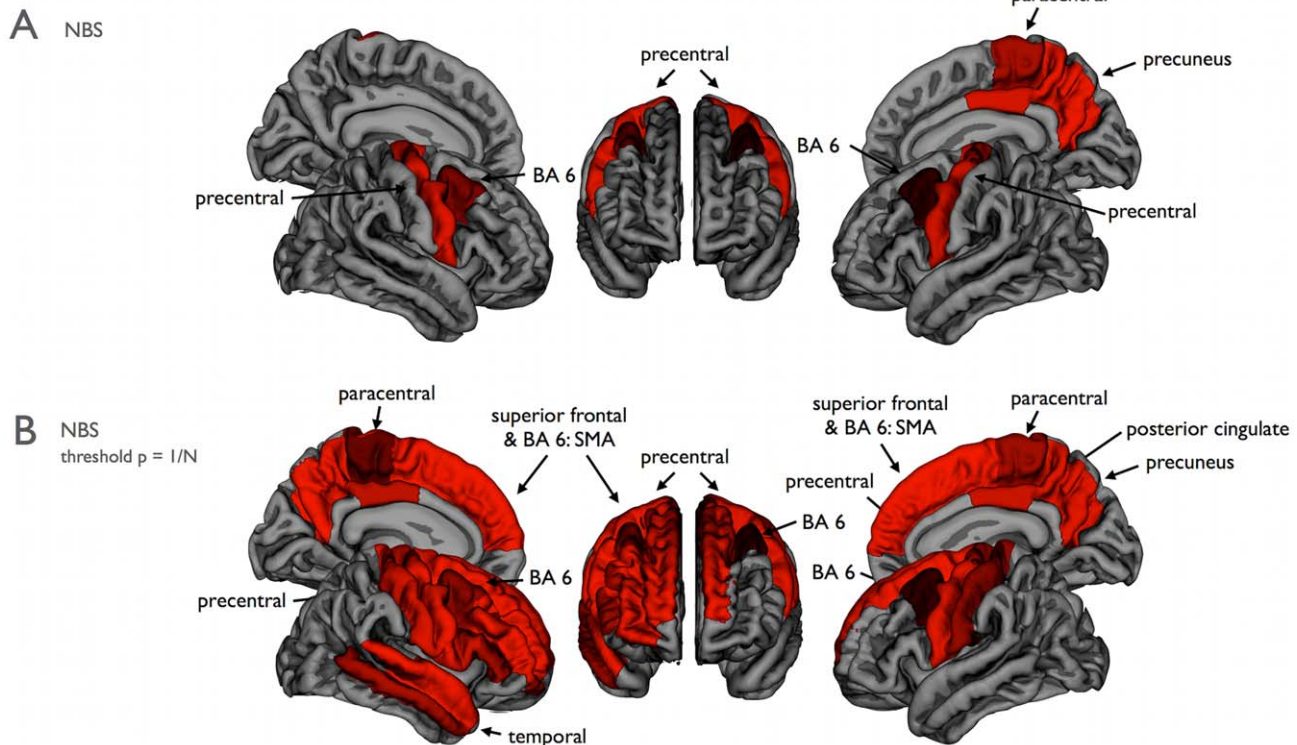 paracentral
A NBS
precentral
precuneus
BA 6
BA 6
precentral
precentral
paracentral
superior frontal
& BA 6: SMA
superior frontal
& BA 6: SMA
paracentral
B NBS
threshold p = 1/N
posterior cingulate
precentral
precuneus
precentral
BA 6
BA 6
BA 6
precentral
temporal